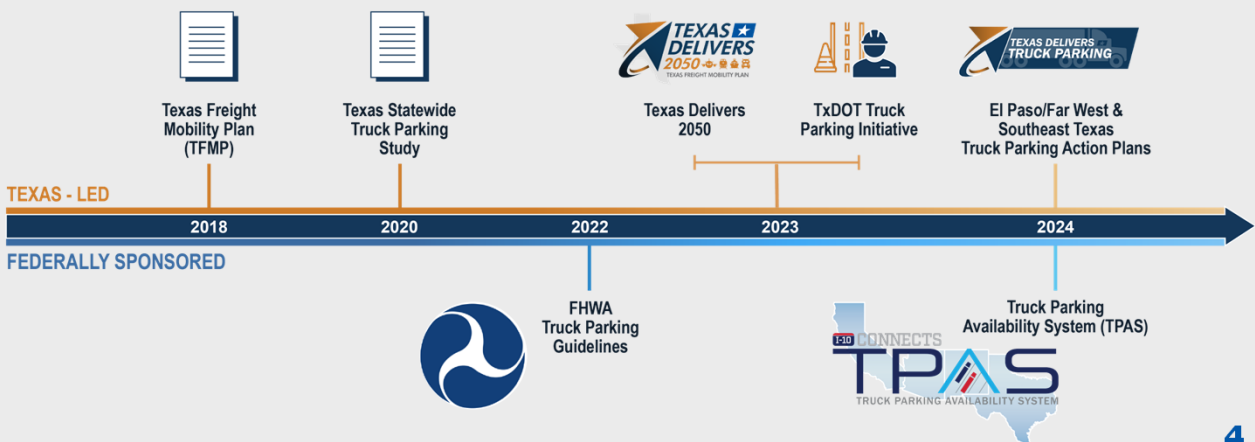 TEXAS
DELIVERS
2050
TEXAS FREIGHT MOBILITY PLAN
TEXAS DELIVERS
TRUCK PARKING
Texas Freight
Mobility Plan
(TFMP)
Texas Statewide
Truck Parking
Study
Texas Delivers
2050
TxDOT Truck
Parking Initiative
El Paso/Far West &
Southeast Texas
Truck Parking Action Plans
TEXAS - LED
2018
2020
2022
2023
2024
FEDERALLY SPONSORED
FHWA
Truck Parking
Guidelines
Truck Parking
Availability System (TPAS)
I-10 CONNECTS
TPAS
TRUCK PARKING AVAILABILITY SYSTEM
4